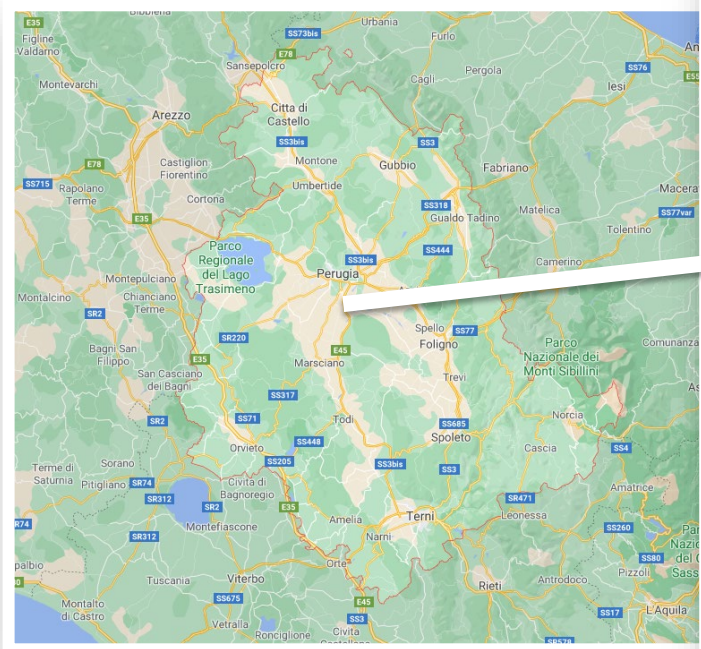 E35
Urbania
SS73bis
Figline
Valdarno
Furlo
E78
Sansepolcro
Pergola
SS76
Cagli
E55
Montevarchi
Iesi
Citta di
Castello
Arezzo
SS3bis
SS3
Montone
E78
Castiglion
Fiorentino
Gubbio
Fabriano
SS715
Rapolano
Terme
Umbertide
Cortona
SS318
Matelica
SS77var
E35
Gualdo Tadino
Tolentino
Parco
Regionale
del Lago
Trasimeno
SS444
SS3bis
Camerino
Perugia
Montepulciano
Montalcino
Chianciano
Terme
SR2
Spello
SS77
SR220
Foligno
Parco
Nazionale dei
Monti Sibillini
Bagni San
Filippo
E45
E35
Marsciano
San Casciano
dei Bagni
Trevi
SS317
SR2
SS71
Todi
Norcia
SS685
Spoleto
SS448
Orvieto
Cascia
SS4
SS205
SS3bis
Terme di
Saturnia
Sorano
SS3
Pitigliano
SR74
Civita di
Bagnoregio
Amatrice
SR312
SR471
SR2
E35
Leonessa
Terni
Amelia
R74
Montefiascone
SS260
Narni
SR312
SS80
Orte
Pizzoli
Tuscania
Viterbo
Rieti
Antrodoco
SS675
E45
Montalto
di Castro
SS17
L'Aquila
SS3
Vetralla
Ronciglione
Civita
SR578